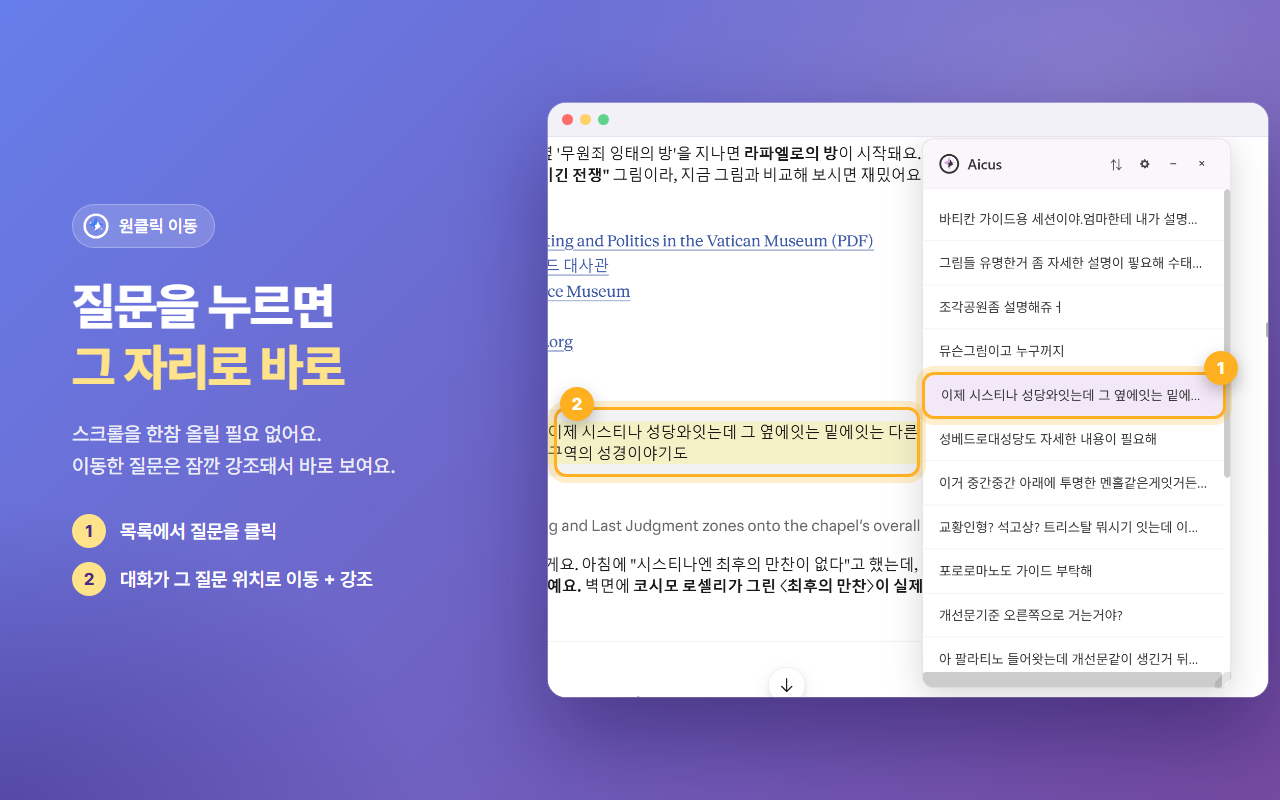 원클릭 이동
질문을 누르면
그 자리로 바로
스크롤을 한참 올릴 필요 없어요.
이동한 질문은 잠깐 강조돼서 바로 보여요.
1 목록에서 질문을 클릭
2 대화가 그 질문 위치로 이동 + 강조
'무원죄 잉태의 방'을 지나면 라파엘로의 방이 시작돼요.
긴 전쟁" 그림이라, 지금 그림과 비교해 보시면 재밌어요
ting and Politics in the Vatican Museum (PDF)
드 대사관
ce Museum
.org
2
이제 시스티나 성당와잇는데 그 옆에잇는 밑에잇는 다른
구역의 성경이야기도
g and Last Judgment zones onto the chapel's overall
게요. 아침에 "시스티나엔 최후의 만찬이 없다"고 했는데,
예요. 벽면에 코시모 로셀리가 그린 〈최후의 만찬〉이 실제
Aicus
바티칸 가이드용 세션이야.엄마한테 내가 설명...
그림들 유명한거 좀 자세한 설명이 핗요해 수태...
조각공원좀 설명해쥬ㅓ
뮤슨그림이고 누구꺼지
1
이제 시스티나 성당와잇는데 그 옆에잇는 밑에...
성베드로대성당도 자세한 내용이 필요해
이거 중간중간 아래에 투명한 멘홀같은게잇거든...
교황인형? 석고상? 트리스탈 뭐시기 잇는데 이...
포로로마노도 가이드 부탁해
개선문기준 오른쪽으로 거는거야?
아 팔라티노 들어왓는데 개선문같이 생긴거 뒤...